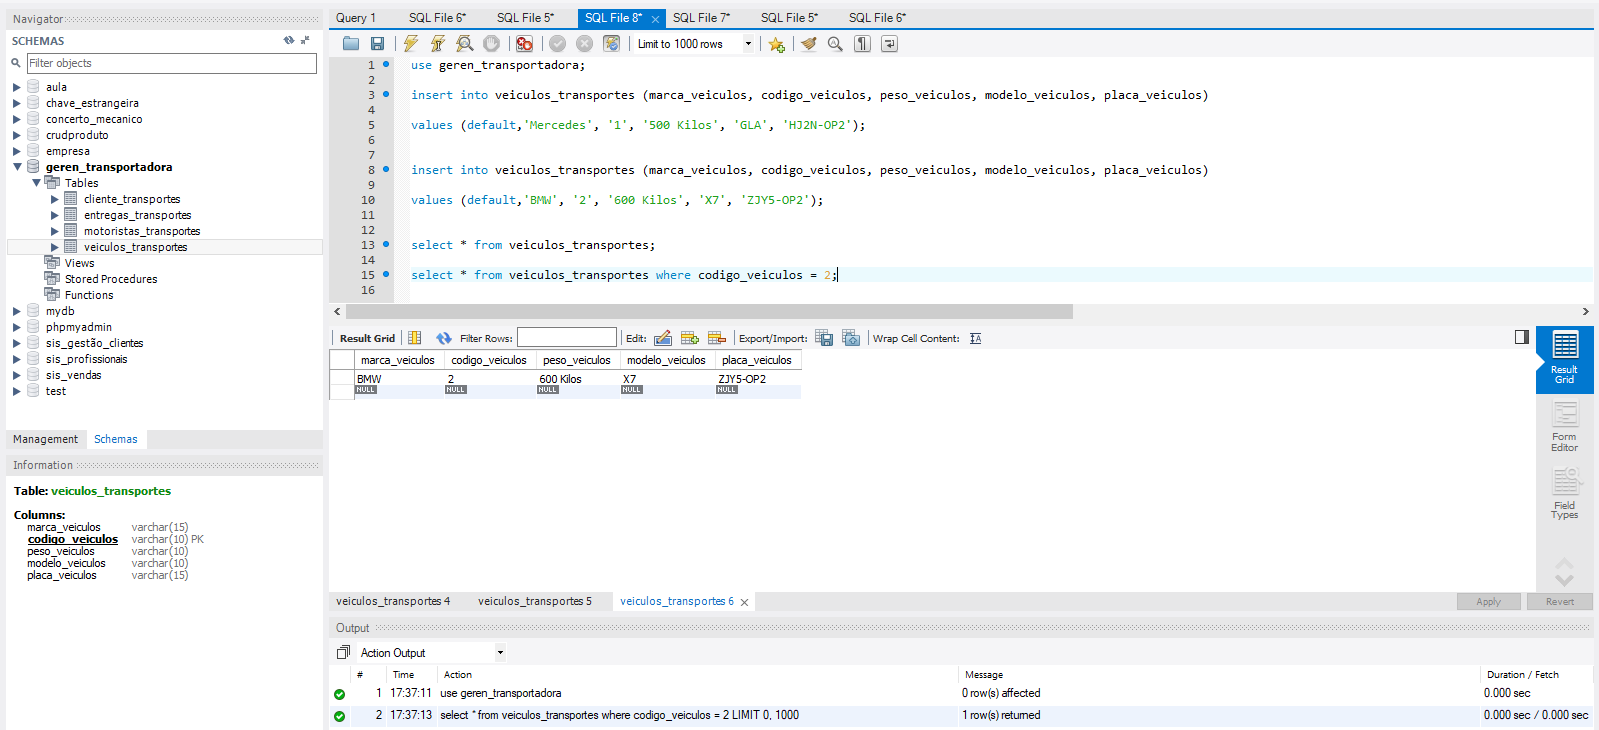 Navigator
SCHEMAS
Filter objects
aula
chave_estrangeira
concerto_mecanico
crudproduto
empresa
geren_transportadora
Tables
cliente_transportes
entregas_transportes
motoristas_transportes
veiculos_transportes
Views
Stored Procedures
Functions
mydb
phpmyadmin
sis_gestão_clientes
sis_profissionais
sis_vendas
test
Management Schemas
Information
Table: veiculos_transportes
Columns:
marca_veiculos varchar(15)
codigo_veiculos varchar(10) PK
peso_veiculos varchar(10)
modelo_veiculos varchar(10)
placa_veiculos varchar(15)
Query 1 SQL File 6* SQL File 5* SQL File 8* SQL File 7* SQL File 5* SQL File 6*
Limit to 1000 rows
1 use geren_transportadora;
2
3 insert into veiculos_transportes (marca_veiculos, codigo_veiculos, peso_veiculos, modelo_veiculos, placa_veiculos)
4
5 values (default,'Mercedes', '1', '500 Kilos', 'GLA', 'HJ2N-OP2');
6
7
8 insert into veiculos_transportes (marca_veiculos, codigo_veiculos, peso_veiculos, modelo_veiculos, placa_veiculos)
9
10 values (default,'BMW', '2', '600 Kilos', 'X7', 'ZJY5-OP2');
11
12
13 select * from veiculos_transportes;
14
15 select * from veiculos_transportes where codigo_veiculos = 2;
16
Result Grid Filter Rows: Edit: Export/Import: Wrap Cell Content:
marca_veiculos codigo_veiculos peso_veiculos modelo_veiculos placa_veiculos
BMW 2 600 Kilos X7 ZJY5-OP2
NULL NULL NULL NULL NULL
Result
Grid
Form
Editor
Field
Types
veiculos_transportes 4 veiculos_transportes 5 veiculos_transportes 6 Apply Revert
Output
Action Output
# Time Action Message Duration / Fetch
1 17:37:11 use geren_transportadora 0 row(s) affected 0.000 sec
2 17:37:13 select * from veiculos_transportes where codigo_veiculos = 2 LIMIT 0, 1000 1 row(s) returned 0.000 sec / 0.000 sec